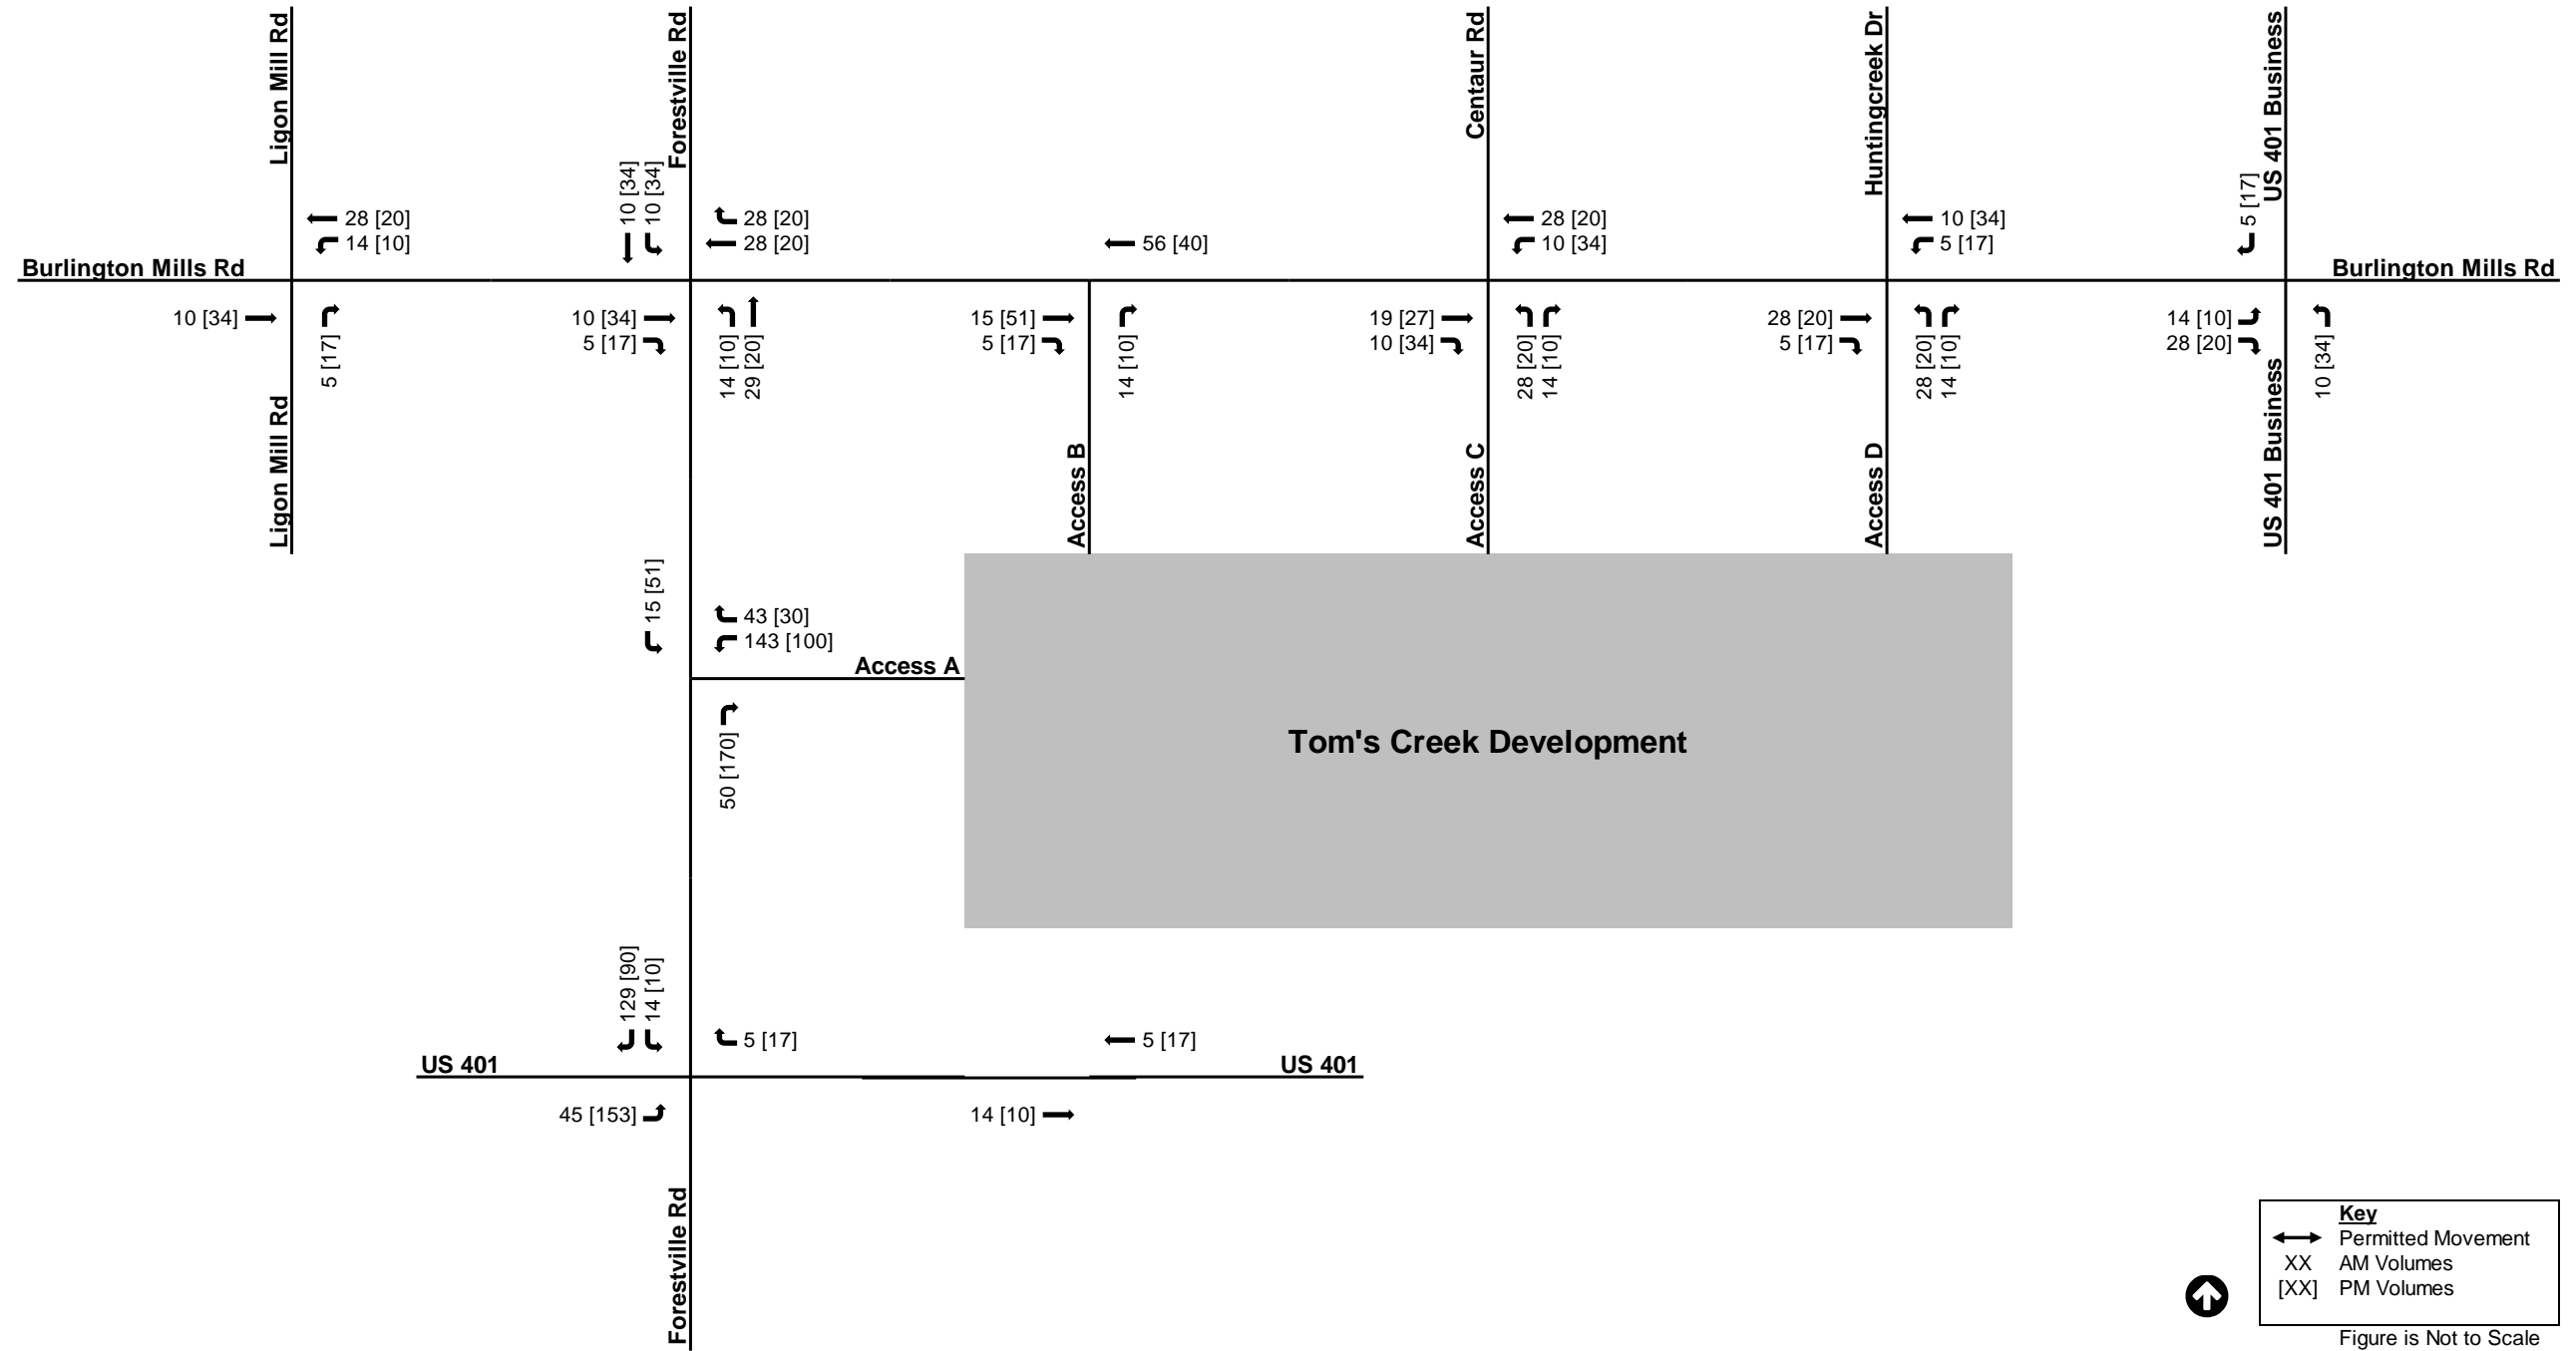 Ligon Mill Rd
Forestville Rd
Centaur Rd
Huntingcreek Dr
US 401 Business
10 [34]
10 [34]
5 [17]
28 [20]
14 [10]
28 [20]
28 [20]
56 [40]
28 [20]
10 [34]
10 [34]
5 [17]
Burlington Mills Rd
Burlington Mills Rd
10 [34]
5 [17]
10 [34]
5 [17]
14 [10]
29 [20]
15 [51]
5 [17]
14 [10]
19 [27]
10 [34]
28 [20]
14 [10]
28 [20]
5 [17]
28 [20]
14 [10]
14 [10]
28 [20]
10 [34]
Ligon Mill Rd
Access B
Access C
Access D
US 401 Business
15 [51]
43 [30]
143 [100]
Access A
50 [170]
Tom's Creek Development
129 [90]
14 [10]
5 [17]
5 [17]
US 401
US 401
45 [153]
14 [10]
Forestville Rd
Key
Permitted Movement
XX AM Volumes
[XX] PM Volumes
Figure is Not to Scale